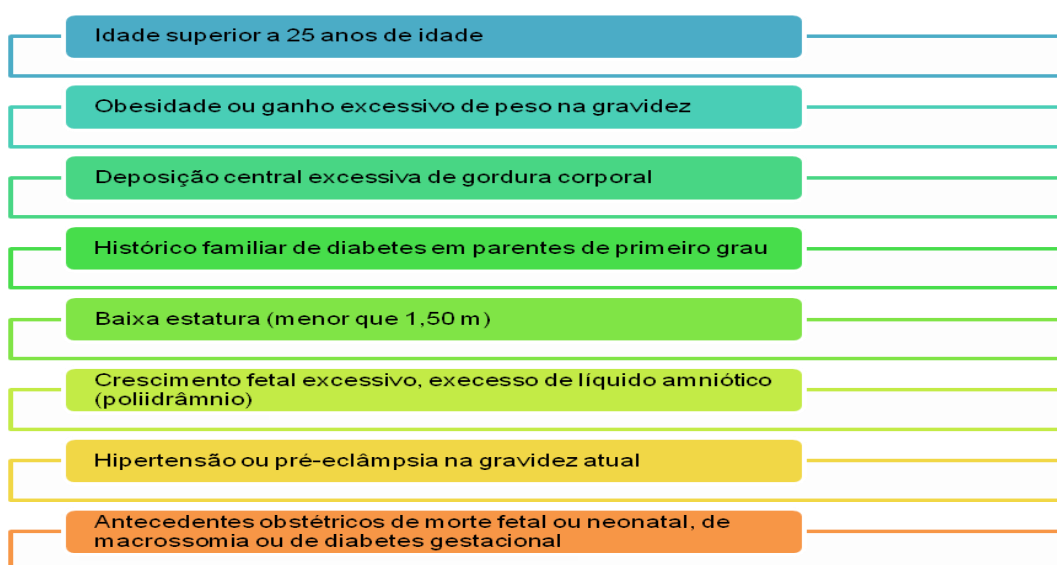 Idade superior a 25 anos de idade
Obesidade ou ganho excessivo de peso na gravidez
Deposição central excessiva de gordura corporal
Histórico familiar de diabetes em parentes de primeiro grau
Baixa estatura (menor que 1,50 m)
Crescimento fetal excessivo, execesso de líquido amniótico
(poliidrâmnio)
Hipertensão ou pré-eclâmpsia na gravidez atual
Antecedentes obstétricos de morte fetal ou neonatal, de
macrossomia ou de diabetes gestacional